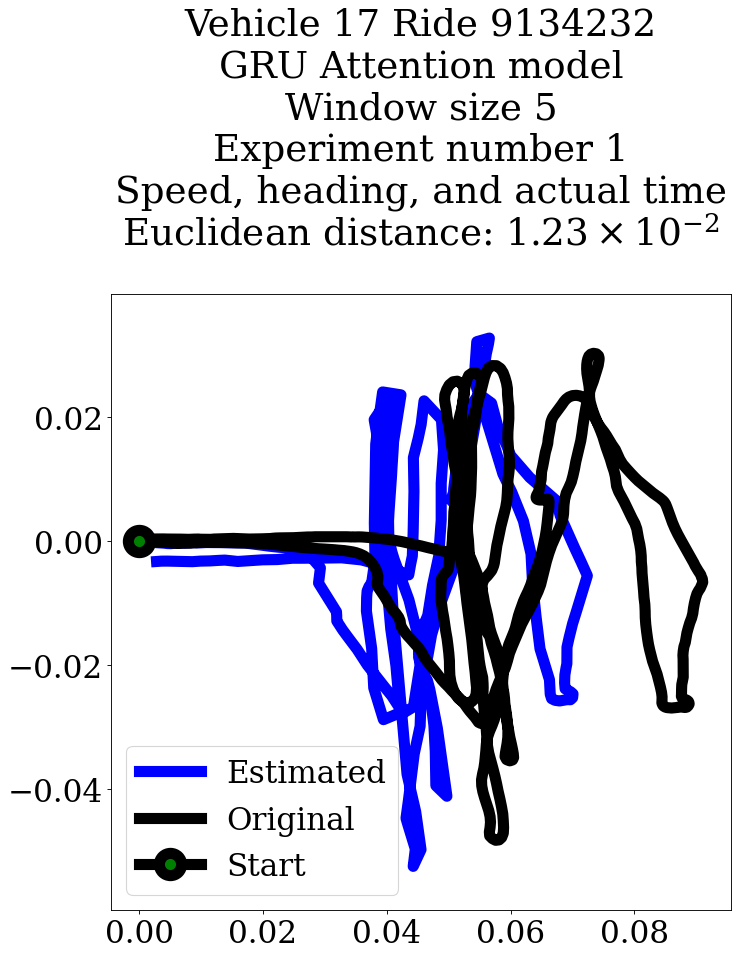 Vehicle 17 Ride 9134232
GRU Attention model
Window size 5
Experiment number 1
Speed, heading, and actual time
Euclidean distance: 1.23 × 10⁻²
0.02
0.00
−0.02
−0.04
Estimated
Original
Start
0.00 0.02 0.04 0.06 0.08